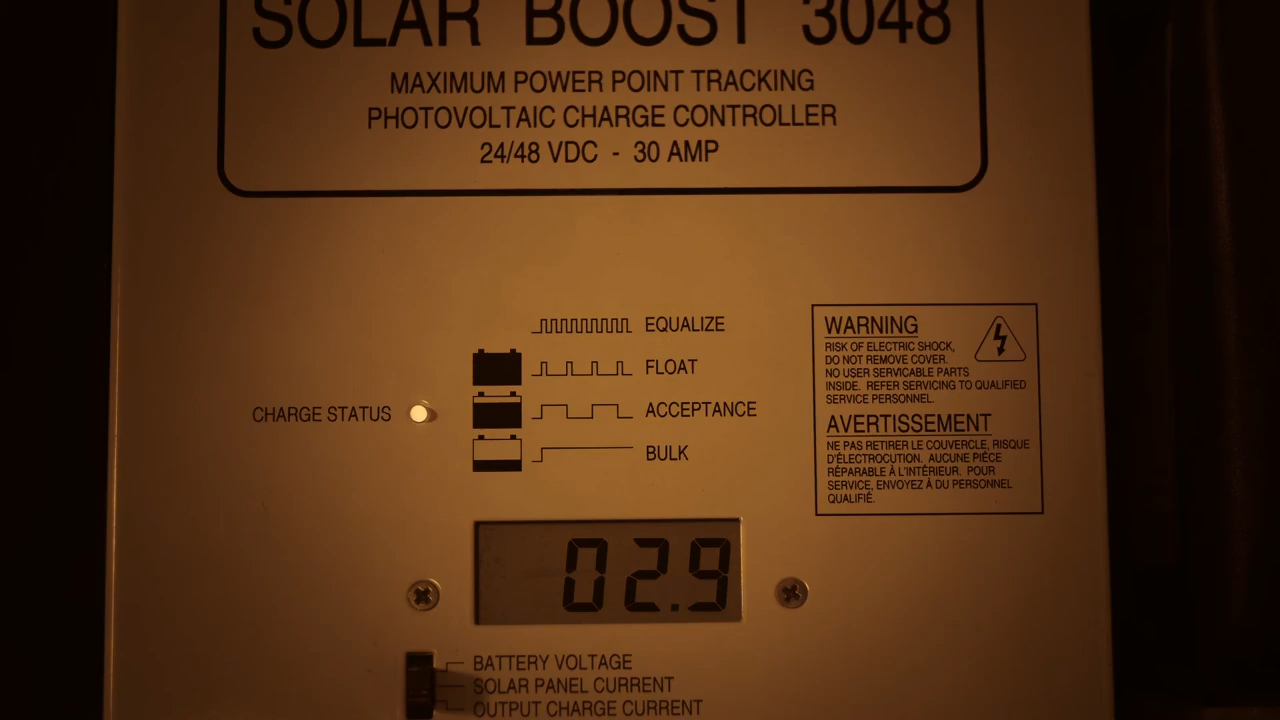 SOLAR BOOST 3048
MAXIMUM POWER POINT TRACKING
PHOTOVOLTAIC CHARGE CONTROLLER
24/48 VDC - 30 AMP
EQUALIZE
FLOAT
CHARGE STATUS
ACCEPTANCE
BULK
WARNING
RISK OF ELECTRIC SHOCK,
DO NOT REMOVE COVER.
NO USER SERVICABLE PARTS
INSIDE. REFER SERVICING TO QUALIFIED
SERVICE PERSONNEL.
AVERTISSEMENT
NE PAS RETIRER LE COUVERCLE, RISQUE
D'ÉLECTROCUTION. AUCUNE PIÈCE
RÉPARABLE À L'INTÉRIEUR. POUR
SERVICE, ENVOYEZ À DU PERSONNEL
QUALIFIÉ.
02.9
BATTERY VOLTAGE
SOLAR PANEL CURRENT
OUTPUT CHARGE CURRENT